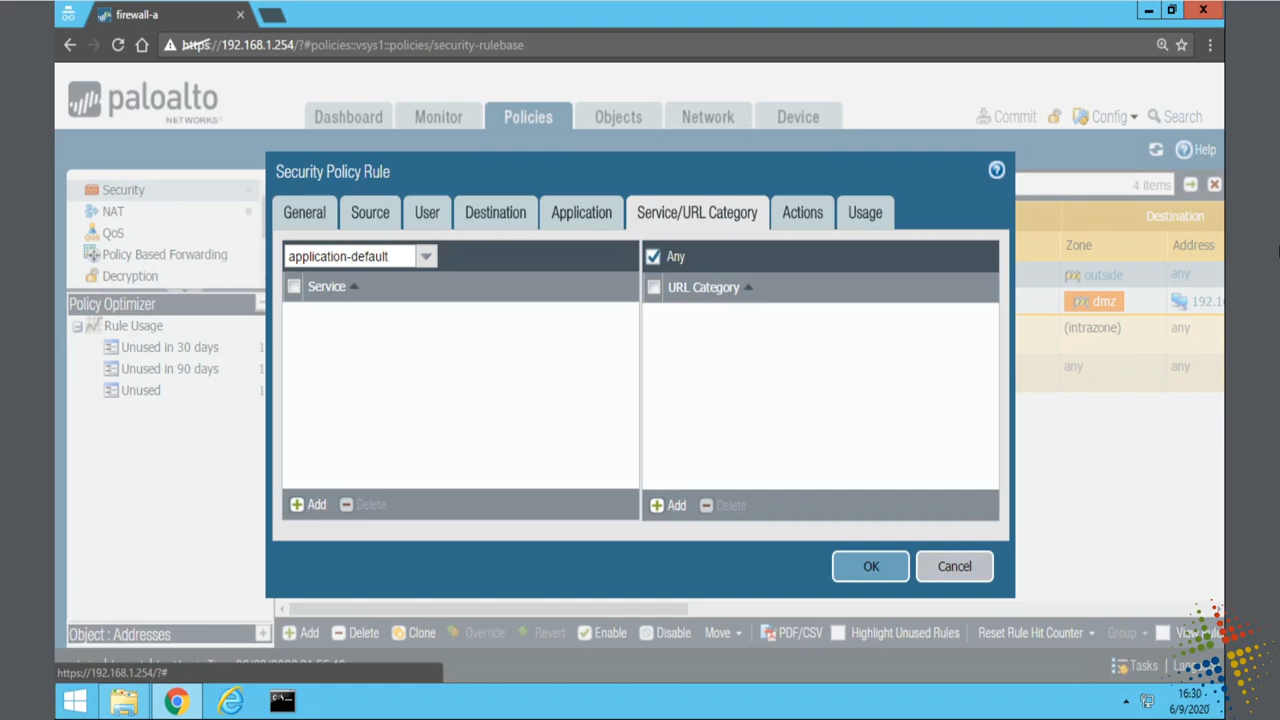 firewall-a
https://192.168.1.254/?#policies::vsys1::policies/security-rulebase
paloalto
NETWORKS
Dashboard
Monitor
Policies
Objects
Network
Device
Commit
Config
Search
Help
Security
NAT
QoS
Policy Based Forwarding
Decryption
Policy Optimizer
Rule Usage
Unused in 30 days
1
Unused in 90 days
1
Unused
1
Object : Addresses
Security Policy Rule
General
Source
User
Destination
Application
Service/URL Category
Actions
Usage
application-default
Service
Add
Delete
Any
URL Category
Add
Delete
OK
Cancel
4 items
Destination
Zone
Address
outside
any
dmz
192.1
(intrazone)
any
any
any
Add
Delete
Clone
Override
Revert
Enable
Disable
Move
PDF/CSV
Highlight Unused Rules
Reset Rule Hit Counter
Group
https://192.168.1.254/?#
Tasks
16:30
6/9/2020